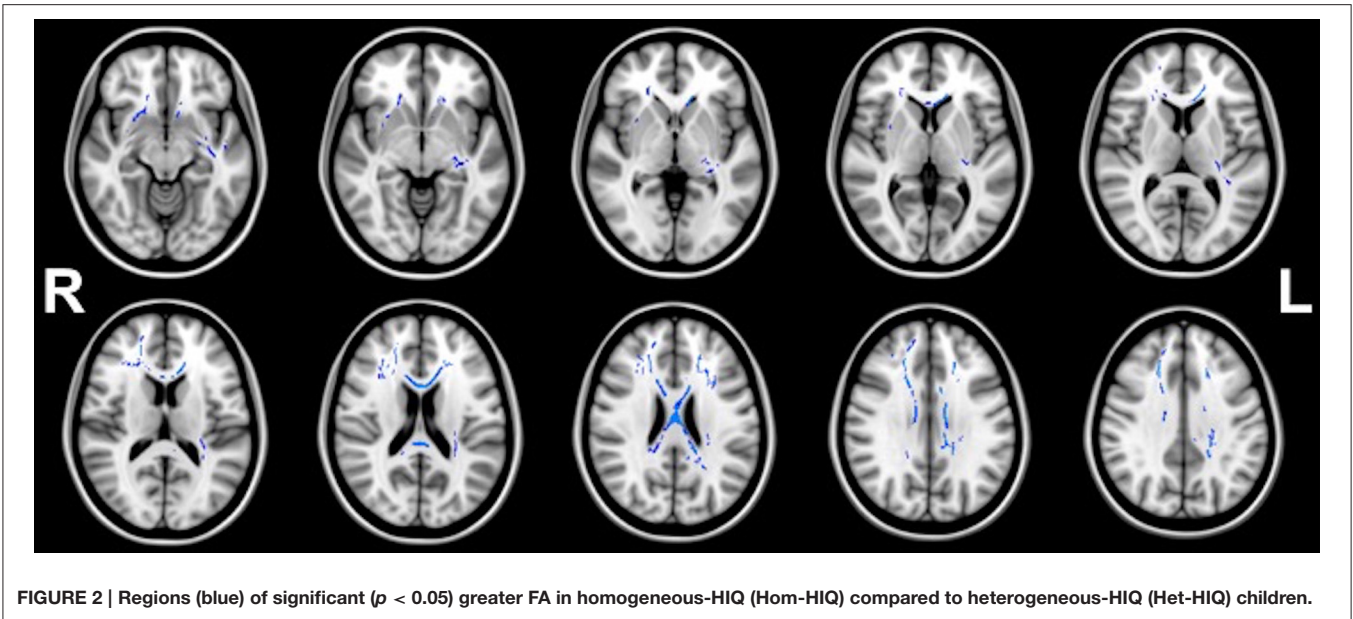 R
L
FIGURE 2 | Regions (blue) of significant (p < 0.05) greater FA in homogeneous-HIQ (Hom-HIQ) compared to heterogeneous-HIQ (Het-HIQ) children.